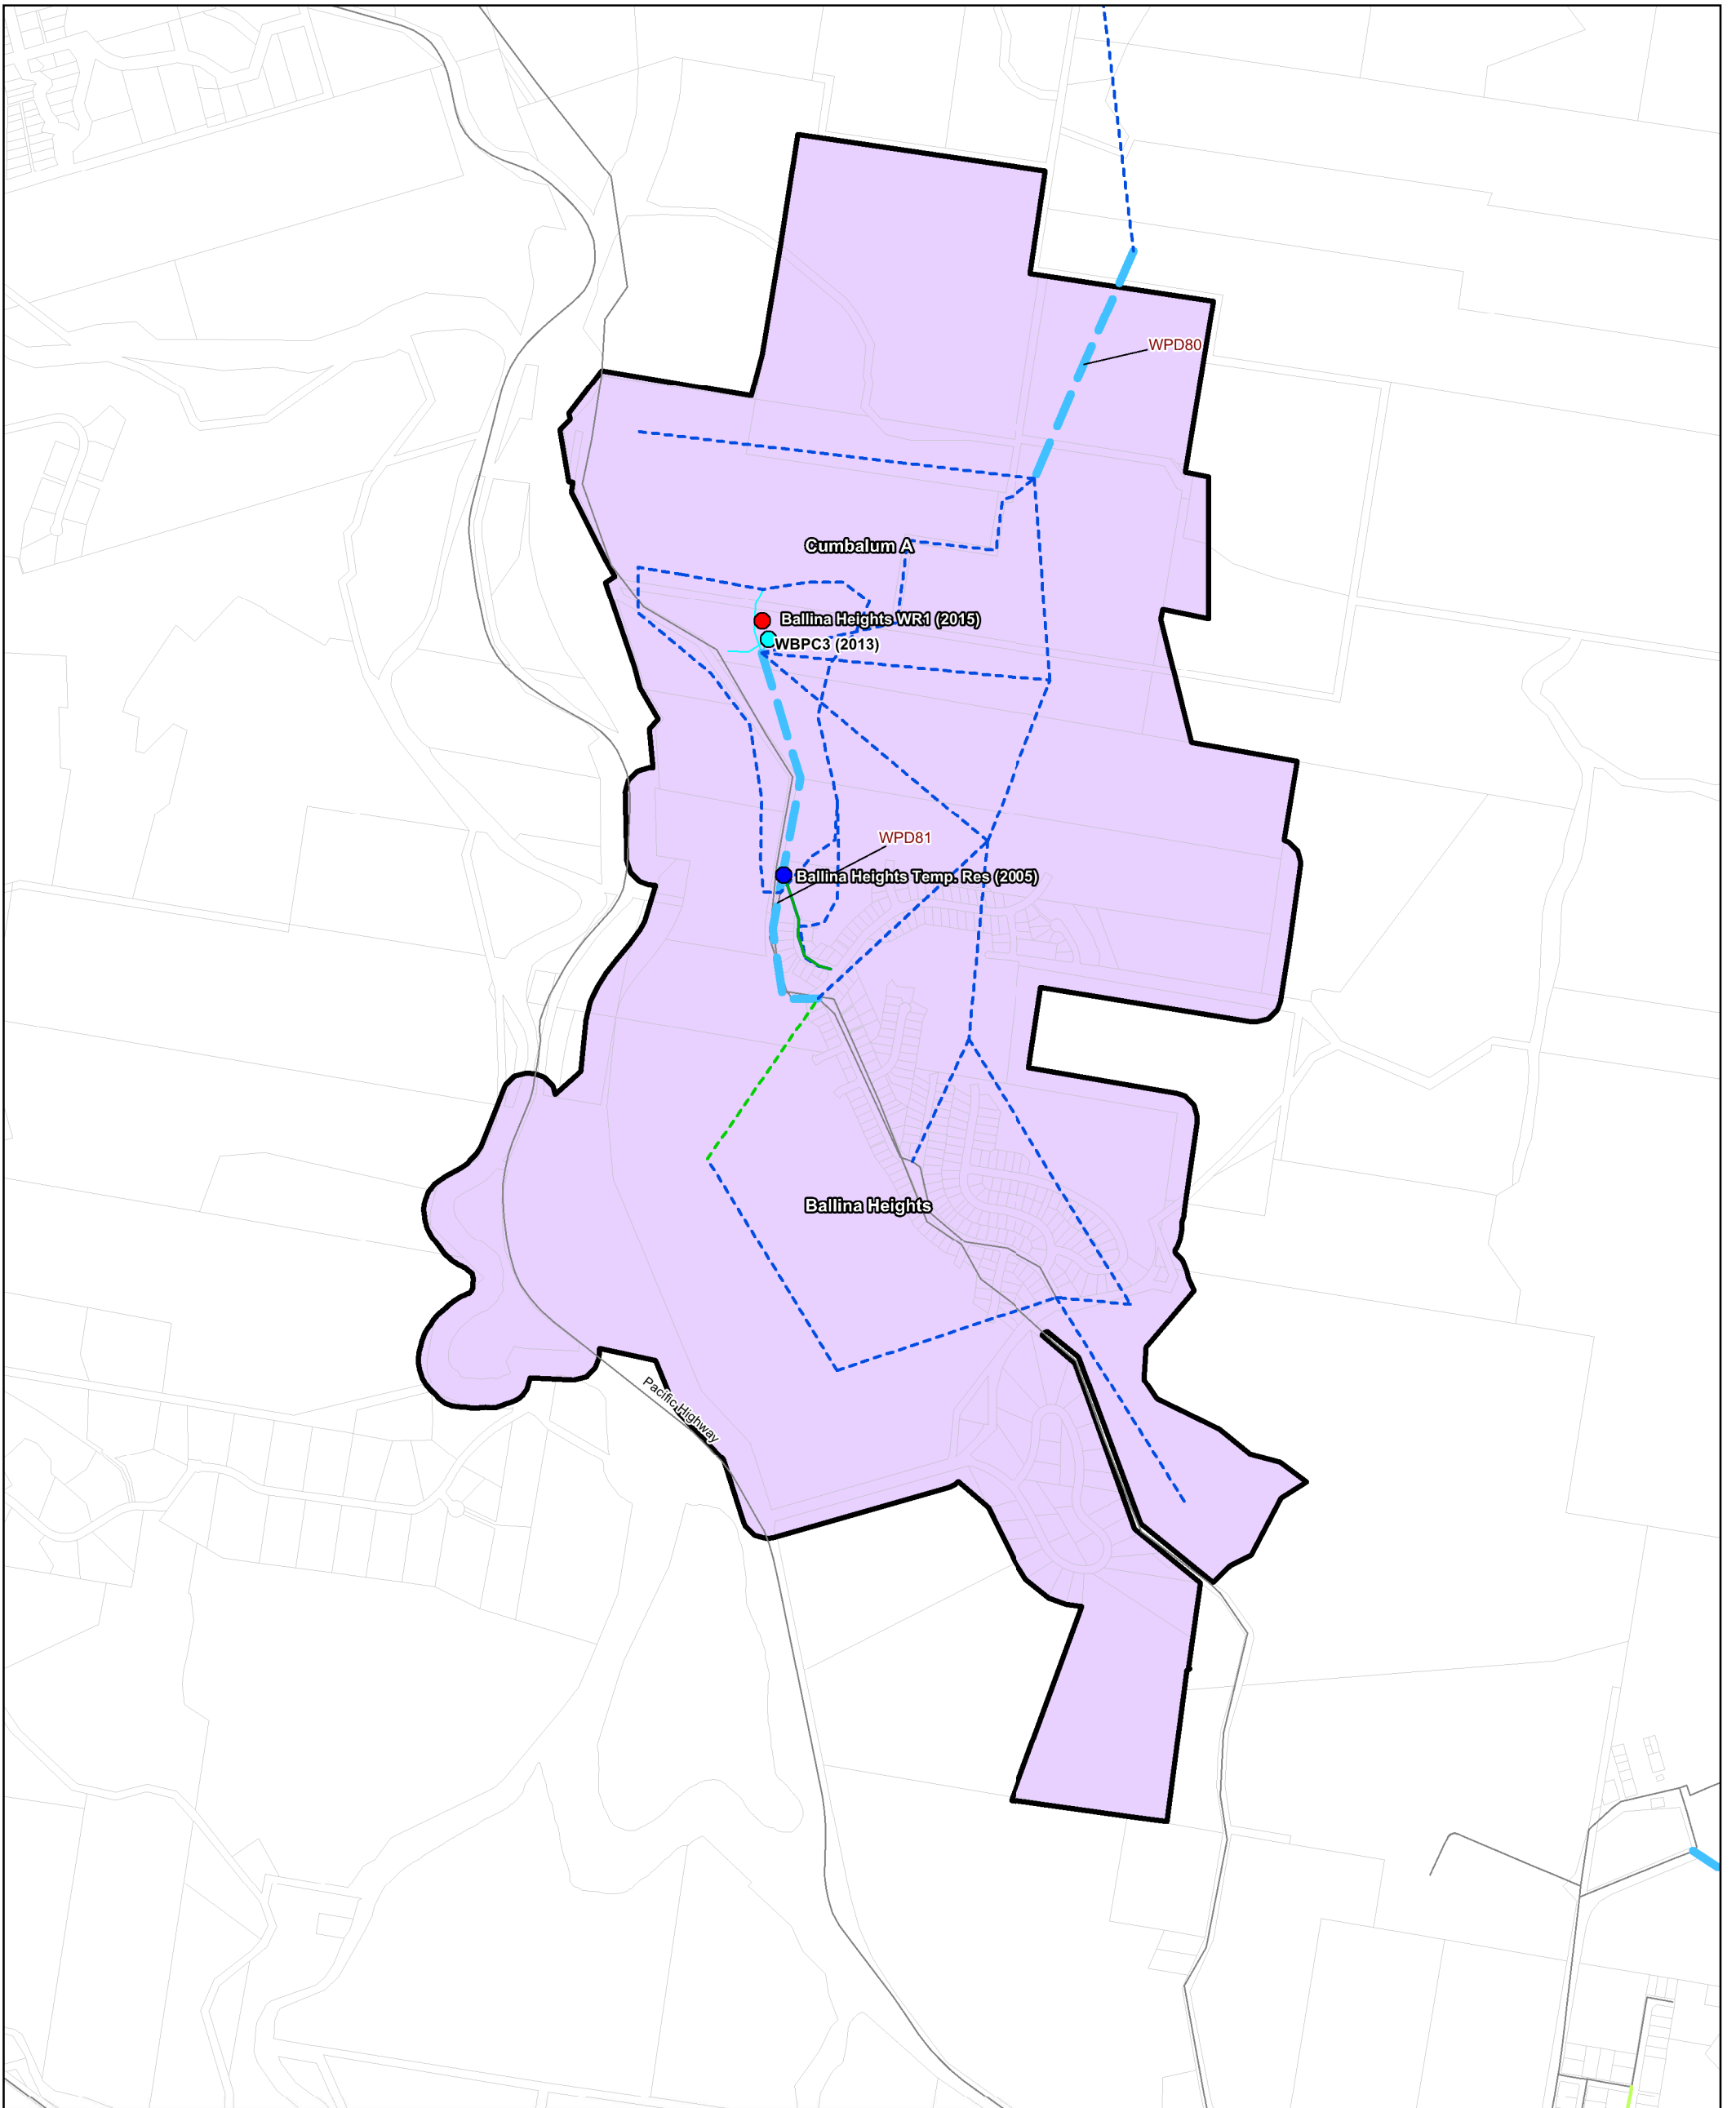 WPD80
Cumbalum A
Ballina Heights WR1 (2015)
WBPC3 (2013)
WPD81
Ballina Heights Temp. Res (2005)
Ballina Heights
Pacific Highway